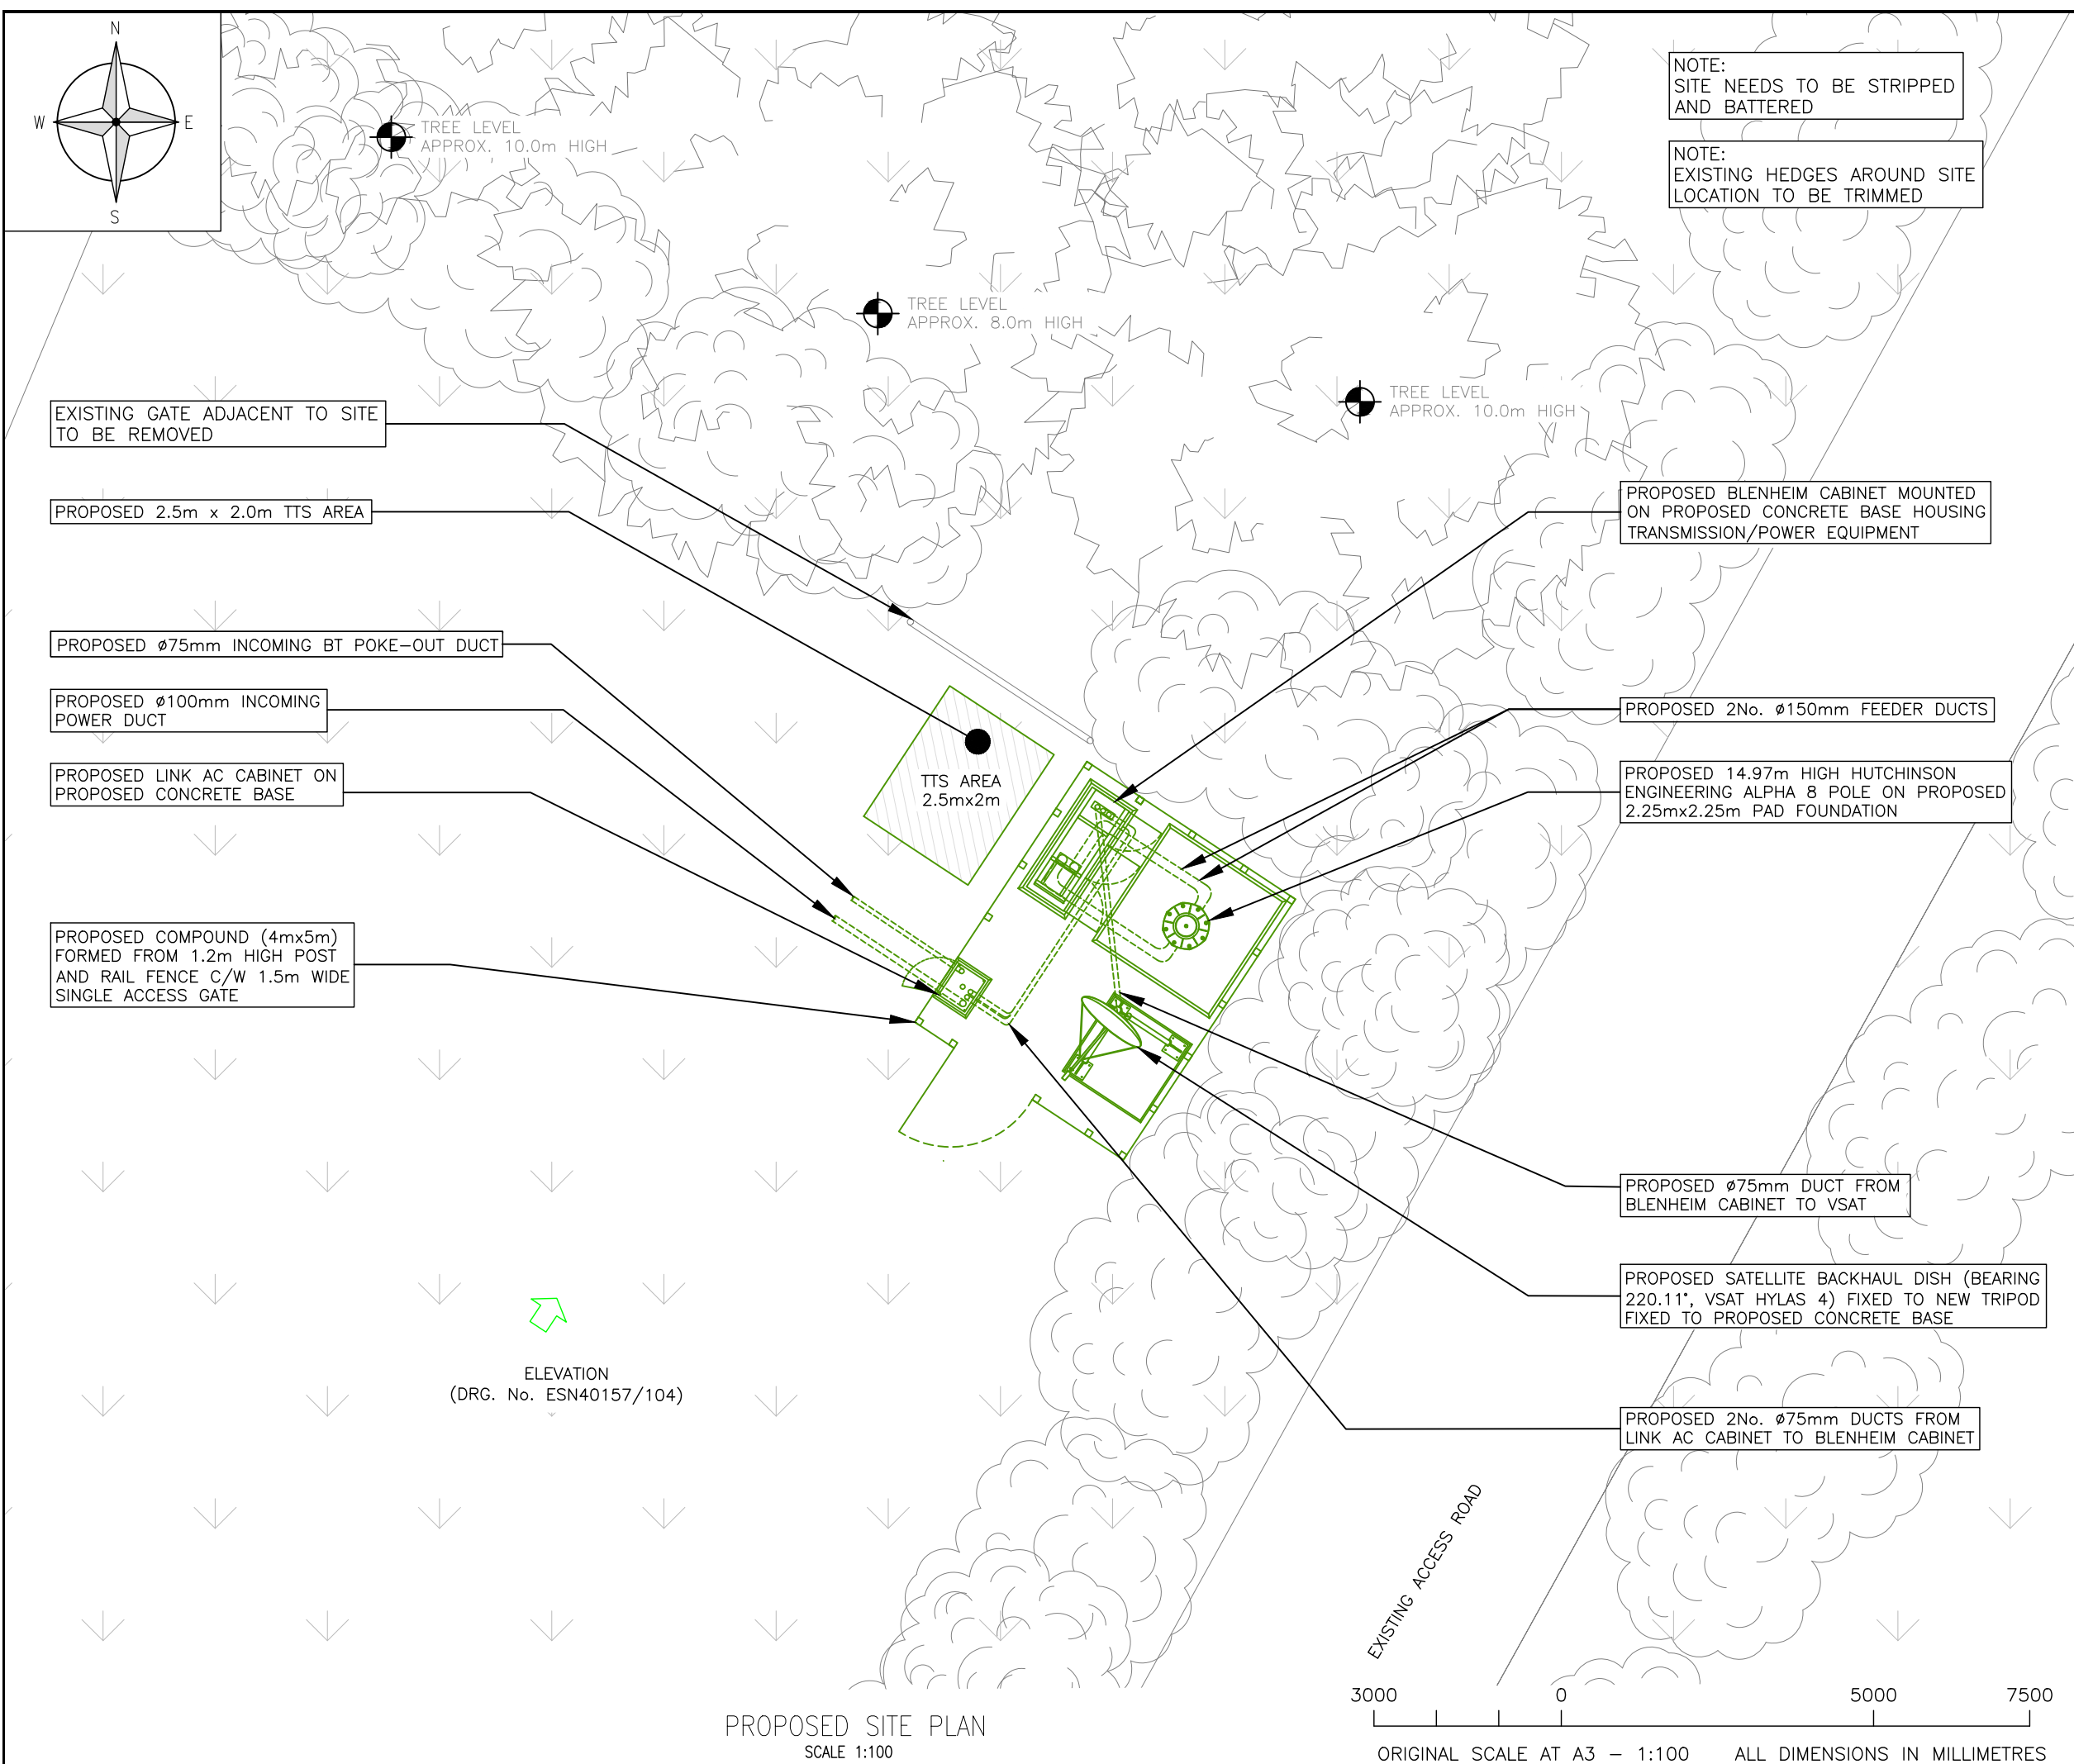 N
W
E
S
NOTE:
SITE NEEDS TO BE STRIPPED
AND BATTERED
NOTE:
EXISTING HEDGES AROUND SITE
LOCATION TO BE TRIMMED
TREE LEVEL
APPROX. 10.0m HIGH
TREE LEVEL
APPROX. 8.0m HIGH
TREE LEVEL
APPROX. 10.0m HIGH
EXISTING GATE ADJACENT TO SITE
TO BE REMOVED
PROPOSED 2.5m x 2.0m TTS AREA
PROPOSED ø75mm INCOMING BT POKE-OUT DUCT
PROPOSED ø100mm INCOMING
POWER DUCT
PROPOSED LINK AC CABINET ON
PROPOSED CONCRETE BASE
PROPOSED COMPOUND (4mx5m)
FORMED FROM 1.2m HIGH POST
AND RAIL FENCE C/W 1.5m WIDE
SINGLE ACCESS GATE
TTS AREA
2.5mx2m
PROPOSED BLENHEIM CABINET MOUNTED
ON PROPOSED CONCRETE BASE HOUSING
TRANSMISSION/POWER EQUIPMENT
PROPOSED 2No. ø150mm FEEDER DUCTS
PROPOSED 14.97m HIGH HUTCHINSON
ENGINEERING ALPHA 8 POLE ON PROPOSED
2.25mx2.25m PAD FOUNDATION
PROPOSED ø75mm DUCT FROM
BLENHEIM CABINET TO VSAT
PROPOSED SATELLITE BACKHAUL DISH (BEARING
220.11°, VSAT HYLAS 4) FIXED TO NEW TRIPOD
FIXED TO PROPOSED CONCRETE BASE
PROPOSED 2No. ø75mm DUCTS FROM
LINK AC CABINET TO BLENHEIM CABINET
ELEVATION
(DRG. No. ESN40157/104)
EXISTING ACCESS ROAD
PROPOSED SITE PLAN
SCALE 1:100
3000 0 5000 7500
ORIGINAL SCALE AT A3 - 1:100 ALL DIMENSIONS IN MILLIMETRES